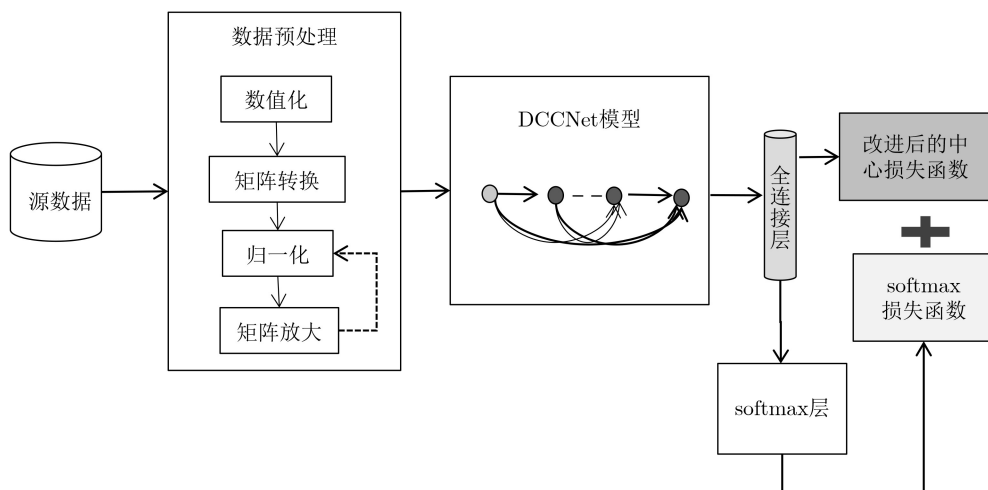 数据预处理
数值化
矩阵转换
归一化
矩阵放大
源数据
DCCNet模型
全连接层
改进后的中
心损失函数
softmax
损失函数
softmax层